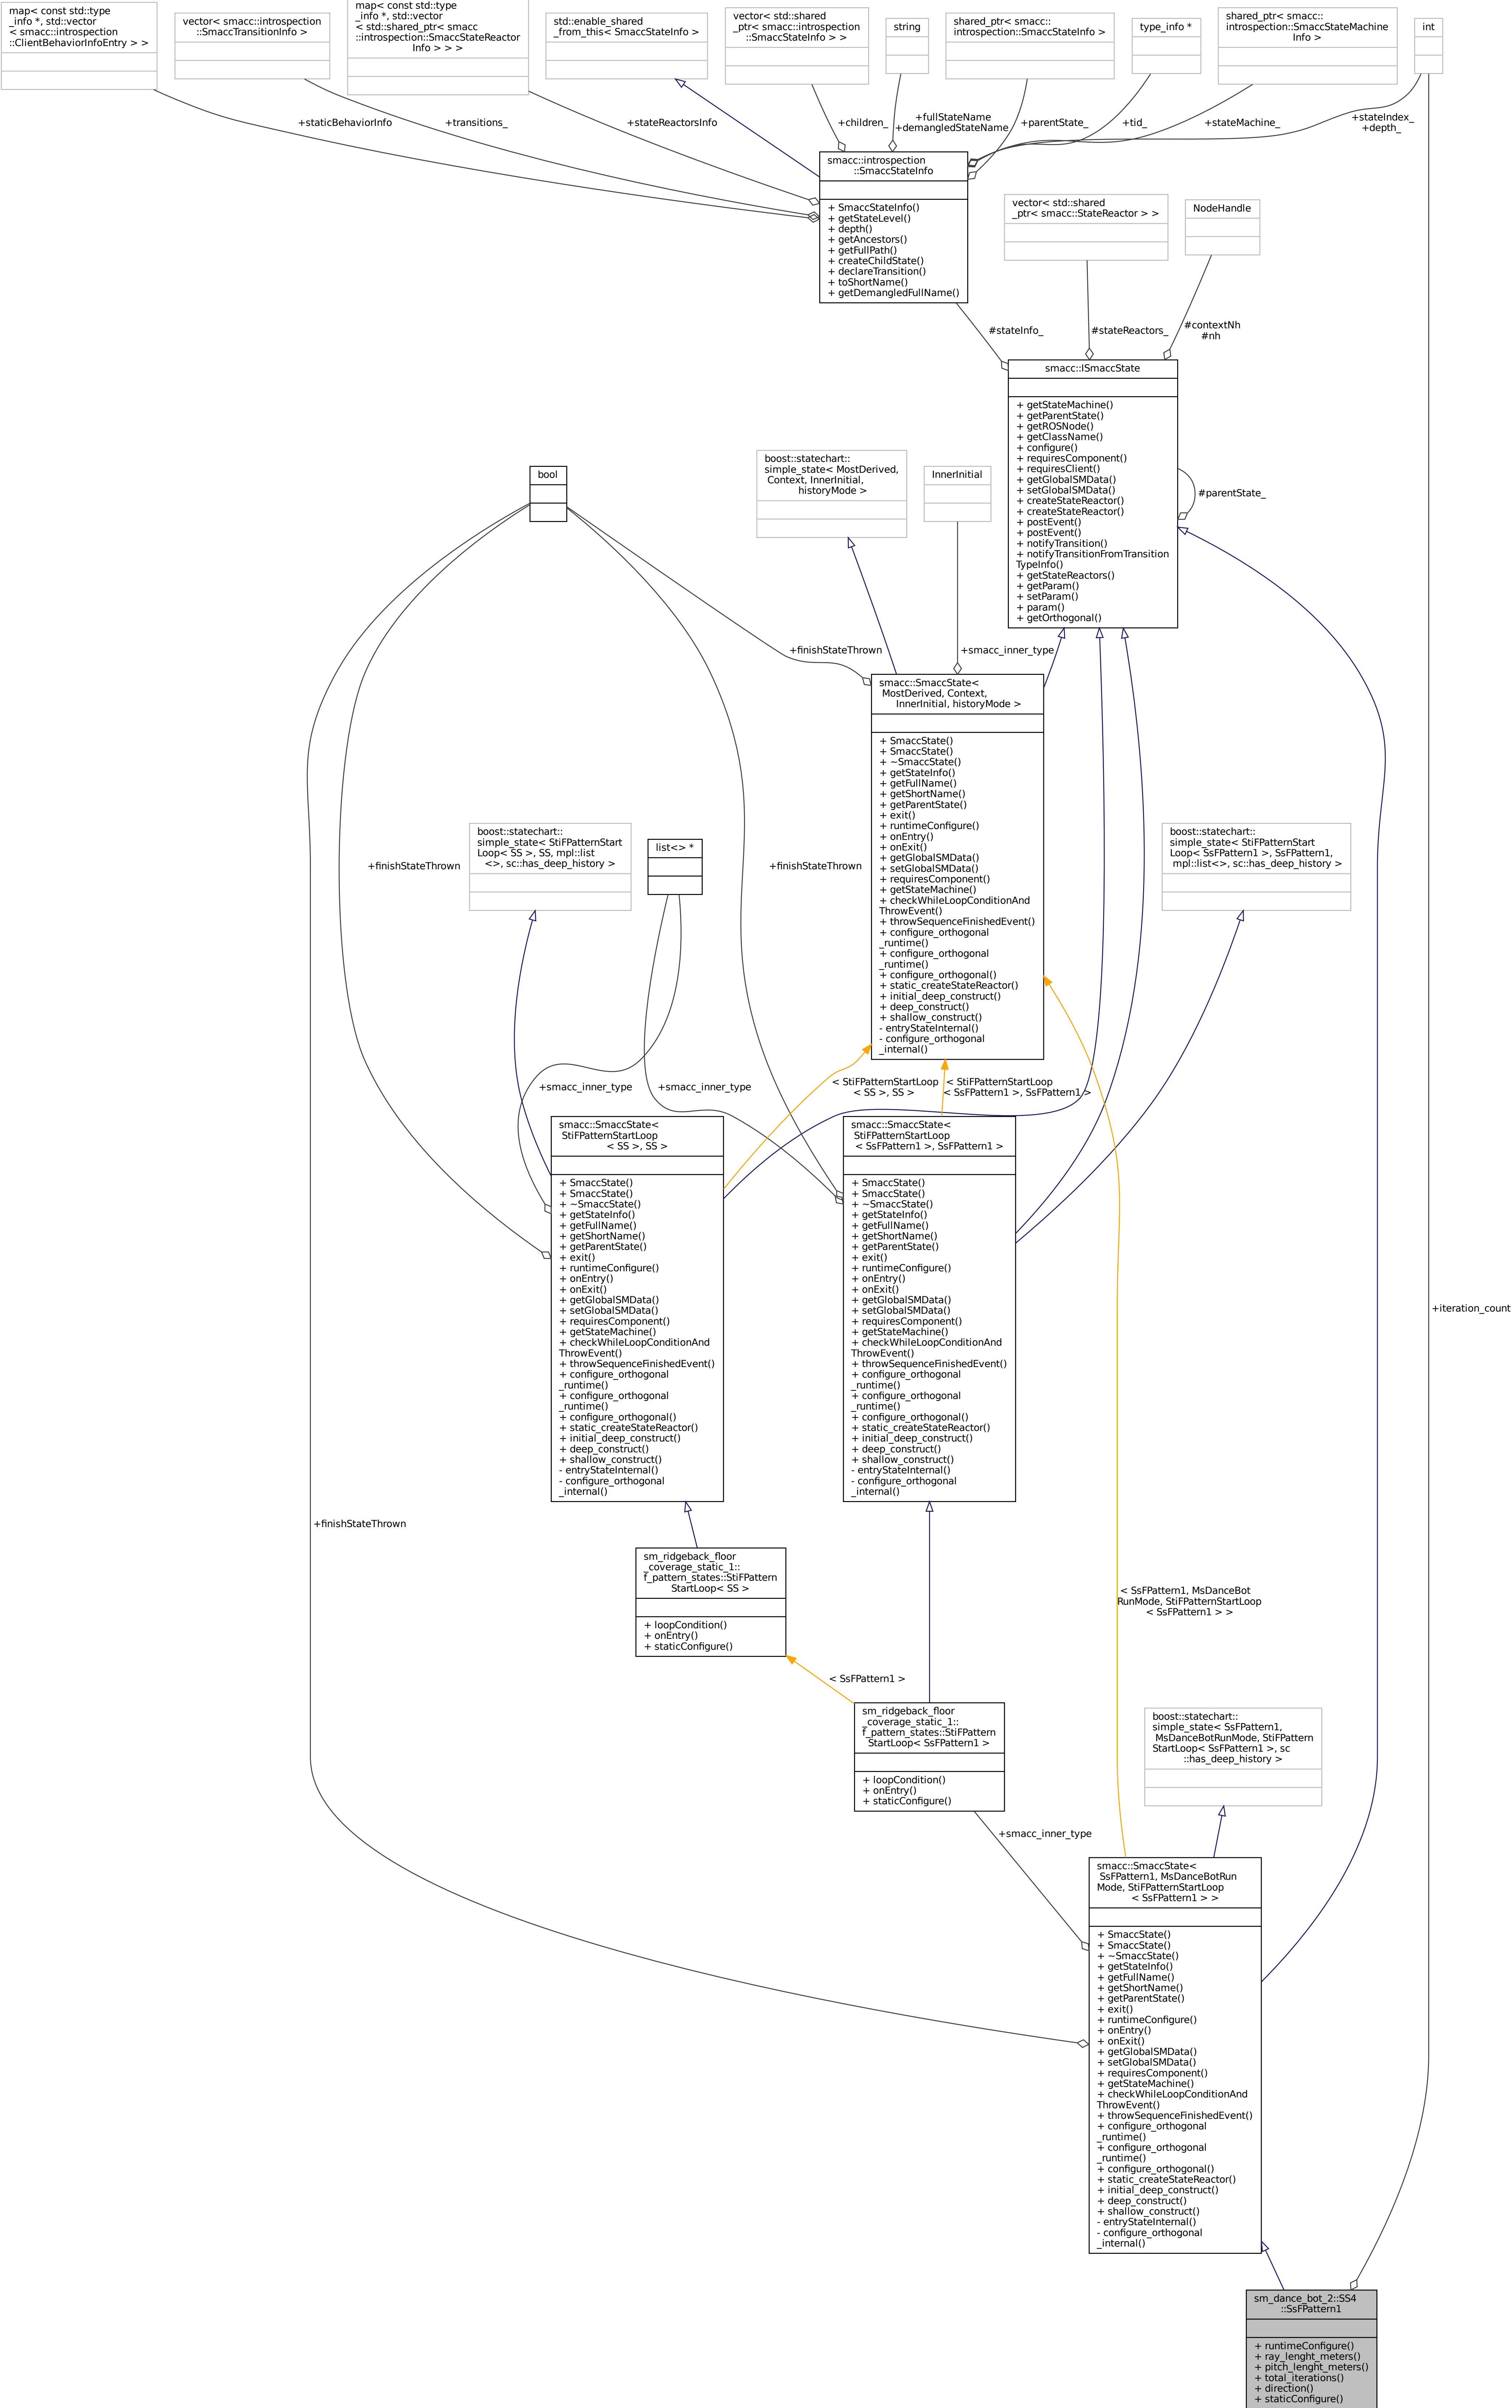 map< const std::type
_info *, std::vector
< smacc::introspection
::ClientBehaviorInfoEntry > >
vector< smacc::introspection
::SmaccTransitionInfo >
map< const std::type
_info *, std::vector
< std::shared_ptr< smacc
::introspection::SmaccStateReactor
Info > > >
std::enable_shared
_from_this< SmaccStateInfo >
vector< std::shared
_ptr< smacc::introspection
::SmaccStateInfo > >
string
shared_ptr< smacc::
introspection::SmaccStateInfo >
type_info *
shared_ptr< smacc::
introspection::SmaccStateMachine
Info >
int
+staticBehaviorInfo
+transitions_
+stateReactorsInfo
+children_
+fullStateName
+demangledStateName
+parentState_
+tid_
+stateMachine_
+stateIndex_
+depth_
smacc::introspection
::SmaccStateInfo
+ SmaccStateInfo()
+ getStateLevel()
+ depth()
+ getAncestors()
+ getFullPath()
+ createChildState()
+ declareTransition()
+ toShortName()
+ getDemangledFullName()
vector< std::shared
_ptr< smacc::StateReactor > >
NodeHandle
#stateInfo_
#stateReactors_
#contextNh
#nh
smacc::ISmaccState
+ getStateMachine()
+ getParentState()
+ getROSNode()
+ getClassName()
+ configure()
+ requiresComponent()
+ requiresClient()
+ getGlobalSMData()
+ setGlobalSMData()
+ createStateReactor()
+ createStateReactor()
+ postEvent()
+ postEvent()
+ notifyTransition()
+ notifyTransitionFromTransition
TypeInfo()
+ getStateReactors()
+ getParam()
+ setParam()
+ param()
+ getOrthogonal()
#parentState_
bool
boost::statechart::
simple_state< MostDerived,
Context, InnerInitial,
historyMode >
InnerInitial
+finishStateThrown
+smacc_inner_type
smacc::SmaccState<
MostDerived, Context,
InnerInitial, historyMode >
+ SmaccState()
+ SmaccState()
+ ~SmaccState()
+ getStateInfo()
+ getFullName()
+ getShortName()
+ getParentState()
+ exit()
+ runtimeConfigure()
+ onEntry()
+ onExit()
+ getGlobalSMData()
+ setGlobalSMData()
+ requiresComponent()
+ getStateMachine()
+ checkWhileLoopConditionAnd
ThrowEvent()
+ throwSequenceFinishedEvent()
+ configure_orthogonal
_runtime()
+ configure_orthogonal
_runtime()
+ configure_orthogonal()
+ static_createStateReactor()
+ initial_deep_construct()
+ deep_construct()
+ shallow_construct()
- entryStateInternal()
- configure_orthogonal
_internal()
boost::statechart::
simple_state< StiFPatternStart
Loop< SS >, SS, mpl::list
<>, sc::has_deep_history >
list<> *
boost::statechart::
simple_state< StiFPatternStart
Loop< SsFPattern1 >, SsFPattern1,
mpl::list<>, sc::has_deep_history >
+finishStateThrown
+finishStateThrown
+smacc_inner_type
+smacc_inner_type
< StiFPatternStartLoop
< SS >, SS >
< StiFPatternStartLoop
< SsFPattern1 >, SsFPattern1 >
smacc::SmaccState<
StiFPatternStartLoop
< SS >, SS >
+ SmaccState()
+ SmaccState()
+ ~SmaccState()
+ getStateInfo()
+ getFullName()
+ getShortName()
+ getParentState()
+ exit()
+ runtimeConfigure()
+ onEntry()
+ onExit()
+ getGlobalSMData()
+ setGlobalSMData()
+ requiresComponent()
+ getStateMachine()
+ checkWhileLoopConditionAnd
ThrowEvent()
+ throwSequenceFinishedEvent()
+ configure_orthogonal
_runtime()
+ configure_orthogonal
_runtime()
+ configure_orthogonal()
+ static_createStateReactor()
+ initial_deep_construct()
+ deep_construct()
+ shallow_construct()
- entryStateInternal()
- configure_orthogonal
_internal()
smacc::SmaccState<
StiFPatternStartLoop
< SsFPattern1 >, SsFPattern1 >
+ SmaccState()
+ SmaccState()
+ ~SmaccState()
+ getStateInfo()
+ getFullName()
+ getShortName()
+ getParentState()
+ exit()
+ runtimeConfigure()
+ onEntry()
+ onExit()
+ getGlobalSMData()
+ setGlobalSMData()
+ requiresComponent()
+ getStateMachine()
+ checkWhileLoopConditionAnd
ThrowEvent()
+ throwSequenceFinishedEvent()
+ configure_orthogonal
_runtime()
+ configure_orthogonal
_runtime()
+ configure_orthogonal()
+ static_createStateReactor()
+ initial_deep_construct()
+ deep_construct()
+ shallow_construct()
- entryStateInternal()
- configure_orthogonal
_internal()
+iteration_count
+finishStateThrown
sm_ridgeback_floor
_coverage_static_1::
f_pattern_states::StiFPattern
StartLoop< SS >
+ loopCondition()
+ onEntry()
+ staticConfigure()
< SsFPattern1, MsDanceBot
RunMode, StiFPatternStartLoop
< SsFPattern1 > >
< SsFPattern1 >
sm_ridgeback_floor
_coverage_static_1::
f_pattern_states::StiFPattern
StartLoop< SsFPattern1 >
+ loopCondition()
+ onEntry()
+ staticConfigure()
boost::statechart::
simple_state< SsFPattern1,
MsDanceBotRunMode, StiFPattern
StartLoop< SsFPattern1 >, sc
::has_deep_history >
+smacc_inner_type
smacc::SmaccState<
SsFPattern1, MsDanceBotRun
Mode, StiFPatternStartLoop
< SsFPattern1 > >
+ SmaccState()
+ SmaccState()
+ ~SmaccState()
+ getStateInfo()
+ getFullName()
+ getShortName()
+ getParentState()
+ exit()
+ runtimeConfigure()
+ onEntry()
+ onExit()
+ getGlobalSMData()
+ setGlobalSMData()
+ requiresComponent()
+ getStateMachine()
+ checkWhileLoopConditionAnd
ThrowEvent()
+ throwSequenceFinishedEvent()
+ configure_orthogonal
_runtime()
+ configure_orthogonal
_runtime()
+ configure_orthogonal()
+ static_createStateReactor()
+ initial_deep_construct()
+ deep_construct()
+ shallow_construct()
- entryStateInternal()
- configure_orthogonal
_internal()
sm_dance_bot_2::SS4
::SsFPattern1
+ runtimeConfigure()
+ ray_lenght_meters()
+ pitch_lenght_meters()
+ total_iterations()
+ direction()
+ staticConfigure()